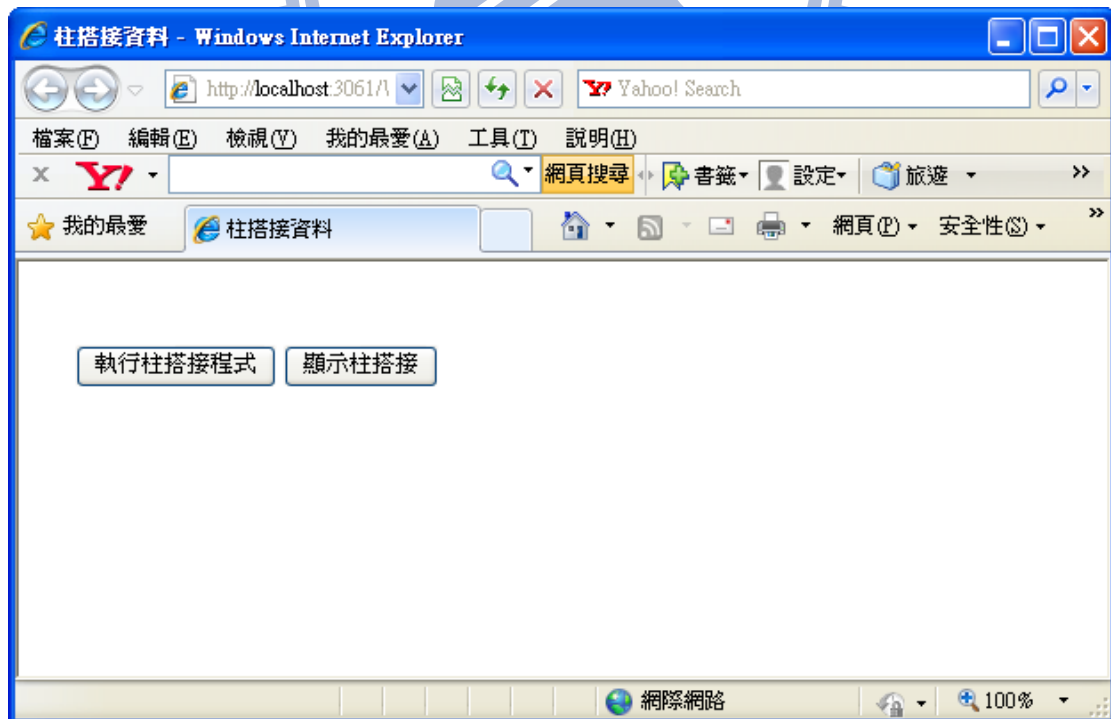 柱搭接資料 - Windows Internet Explorer
http://localhost:3061/\ Yahoo! Search
檔案(F) 編輯(E) 檢視(V) 我的最愛(A) 工具(T) 說明(H)
x Y! 網頁搜尋 書籤 設定 旅遊 >>
我的最愛 柱搭接資料 網頁(P) 安全性(S) >>
執行柱搭接程式 顯示柱搭接
網際網路 100%